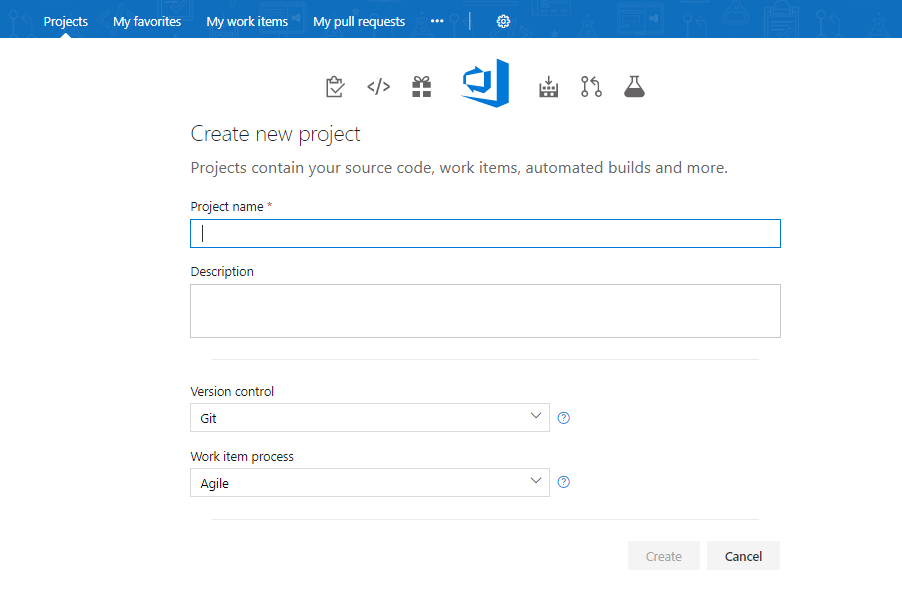 Projects My favorites My work items My pull requests •••
Create new project
Projects contain your source code, work items, automated builds and more.
Project name *
Description
Version control
Git
Work item process
Agile
Create Cancel